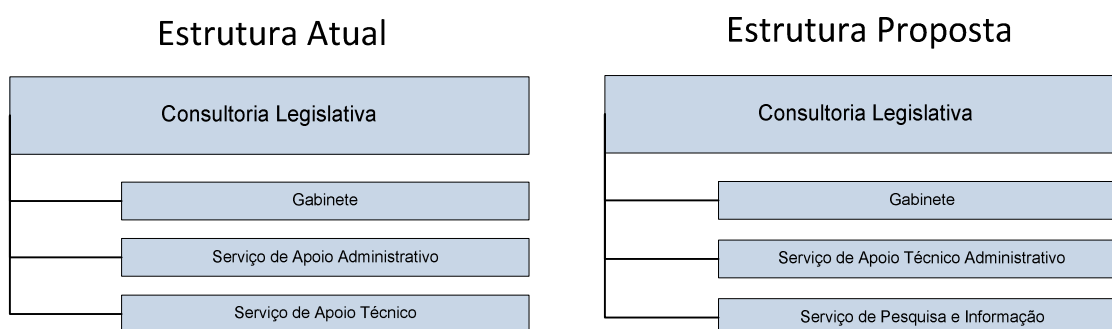 Estrutura Atual
Consultoria Legislativa
Gabinete
Serviço de Apoio Administrativo
Serviço de Apoio Técnico
Estrutura Proposta
Consultoria Legislativa
Gabinete
Serviço de Apoio Técnico Administrativo
Serviço de Pesquisa e Informação